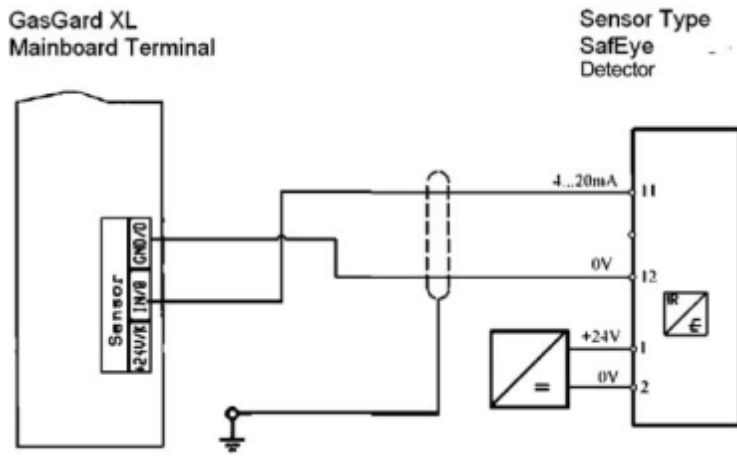 GasGard XL
Mainboard Terminal
Sensor Type
SafEye
Detector
4...20mA
11
GND/D
0V
12
Sensor
IN/B
IR
+24V/K
+24V
1
0V
2
=